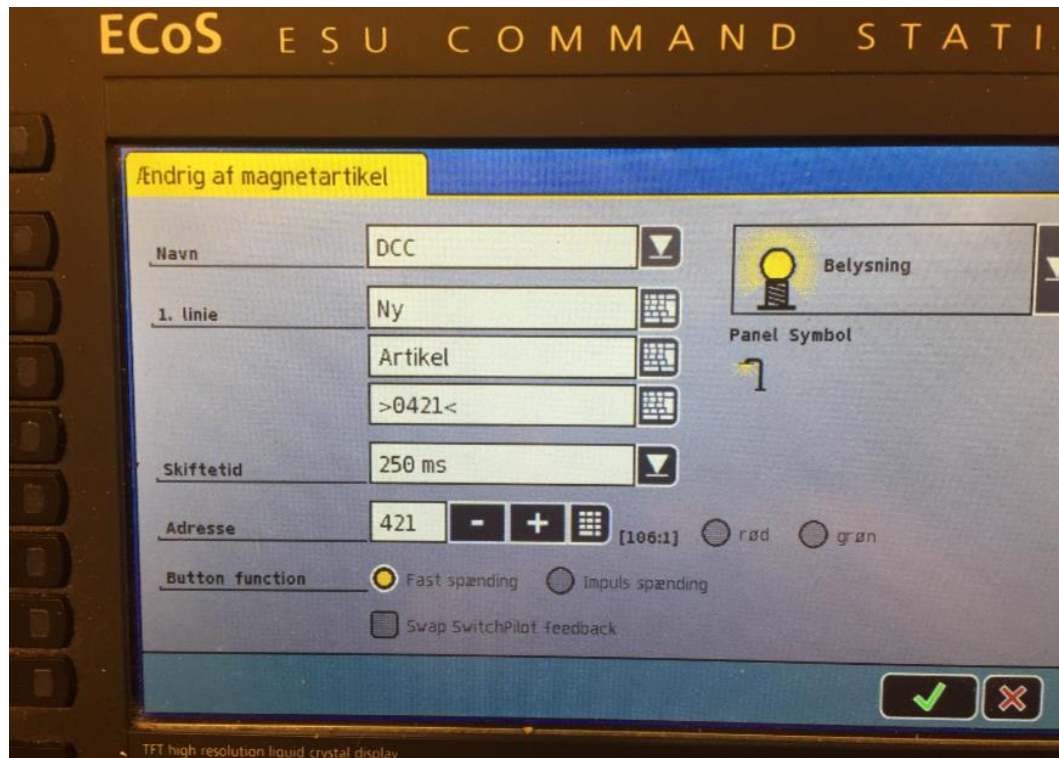 ECoS ESU COMMAND STATI
Ændrig af magnetartikel
Navn DCC Belysning
1. linie Ny
Panel Symbol
Artikel
>0421<
Skiftetid 250 ms
Adresse 421 - + [106:1] rød grøn
Button function Fast spænding Impuls spænding
Swap SwitchPilot feedback
TFT high resolution liquid crystal display